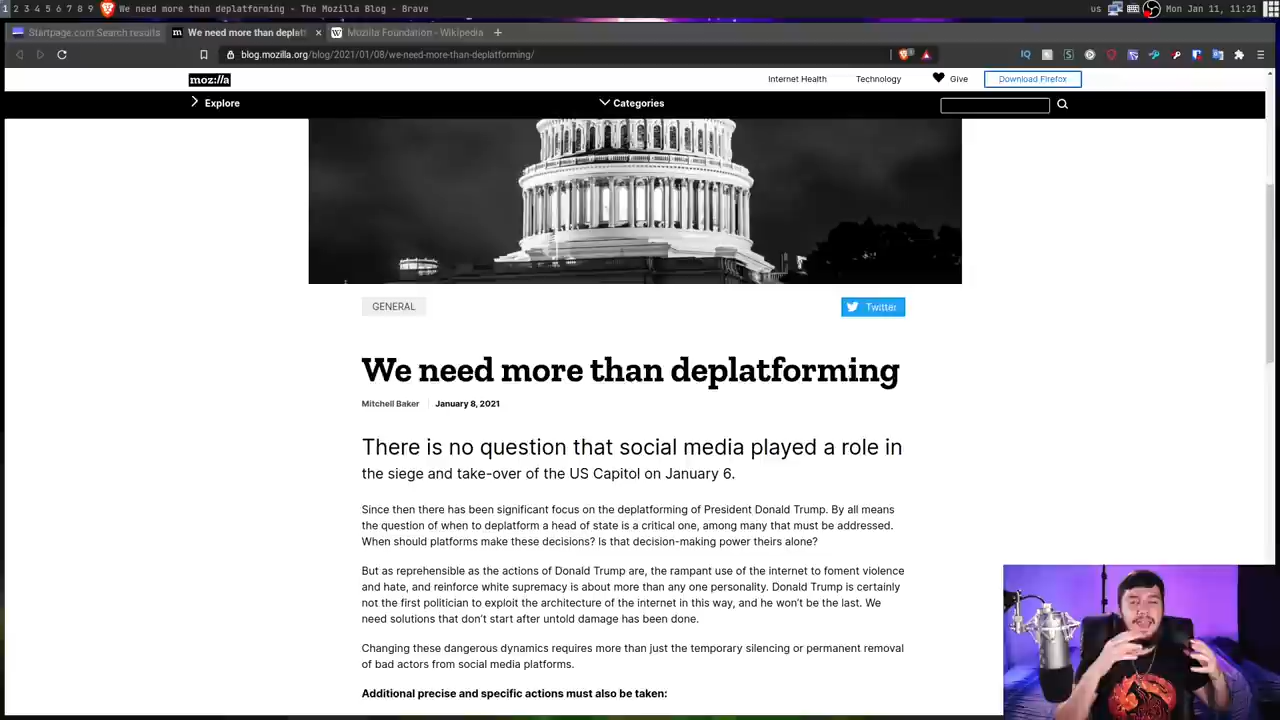 1 2 3 4 5 6 7 8 9 We need more than deplatforming - The Mozilla Blog - Brave
us Mon Jan 11, 11:21
Startpage.com Search results
We need more than deplatf
Mozilla Foundation - Wikipedia
blog.mozilla.org/blog/2021/01/08/we-need-more-than-deplatforming/
moz://a
Internet Health
Technology
Give
Download Firefox
Explore
Categories
GENERAL
Twitter
We need more than deplatforming
Mitchell Baker
January 8, 2021
There is no question that social media played a role in
the siege and take-over of the US Capitol on January 6.
Since then there has been significant focus on the deplatforming of President Donald Trump. By all means
the question of when to deplatform a head of state is a critical one, among many that must be addressed.
When should platforms make these decisions? Is that decision-making power theirs alone?
But as reprehensible as the actions of Donald Trump are, the rampant use of the internet to foment violence
and hate, and reinforce white supremacy is about more than any one personality. Donald Trump is certainly
not the first politician to exploit the architecture of the internet in this way, and he won't be the last. We
need solutions that don't start after untold damage has been done.
Changing these dangerous dynamics requires more than just the temporary silencing or permanent removal
of bad actors from social media platforms.
Additional precise and specific actions must also be taken: